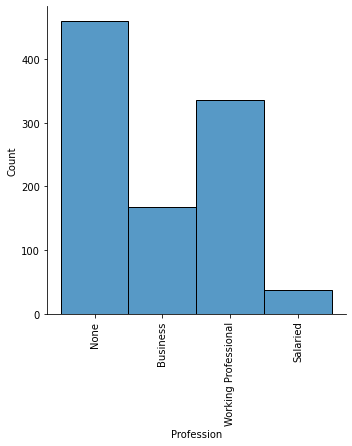 Count
400
300
200
100
0
None
Business
Working Professional
Salaried
Profession